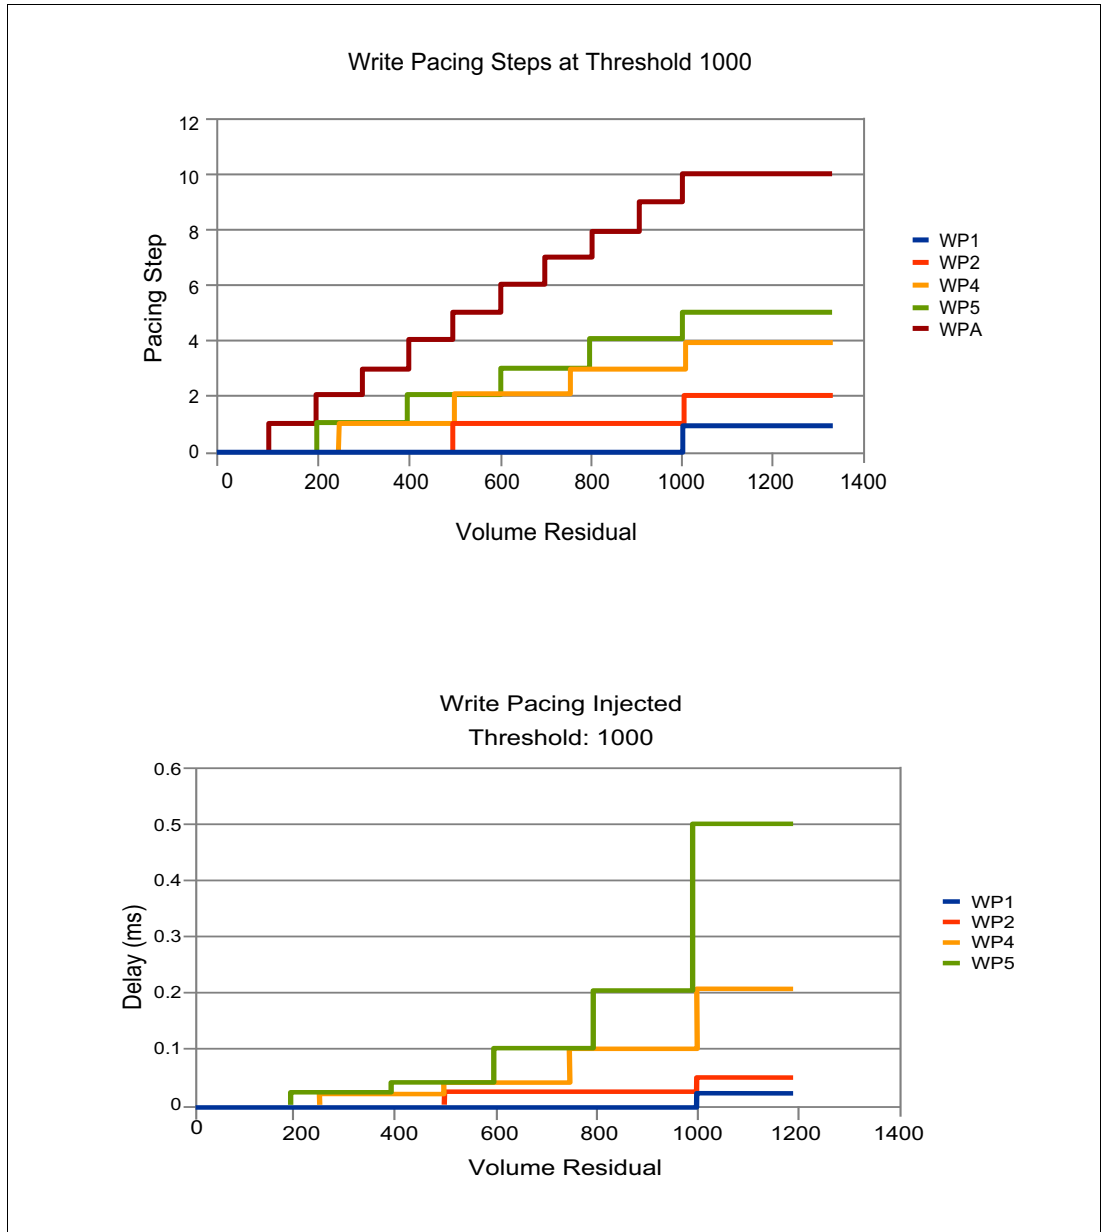 Write Pacing Steps at Threshold 1000
12
10
8
6
4
2
0
Pacing Step
0 200 400 600 800 1000 1200 1400
Volume Residual
WP1
WP2
WP4
WP5
WPA
Write Pacing Injected
Threshold: 1000
0.6
0.5
0.4
0.3
0.2
0.1
0
Delay (ms)
0 200 400 600 800 1000 1200 1400
Volume Residual
WP1
WP2
WP4
WP5